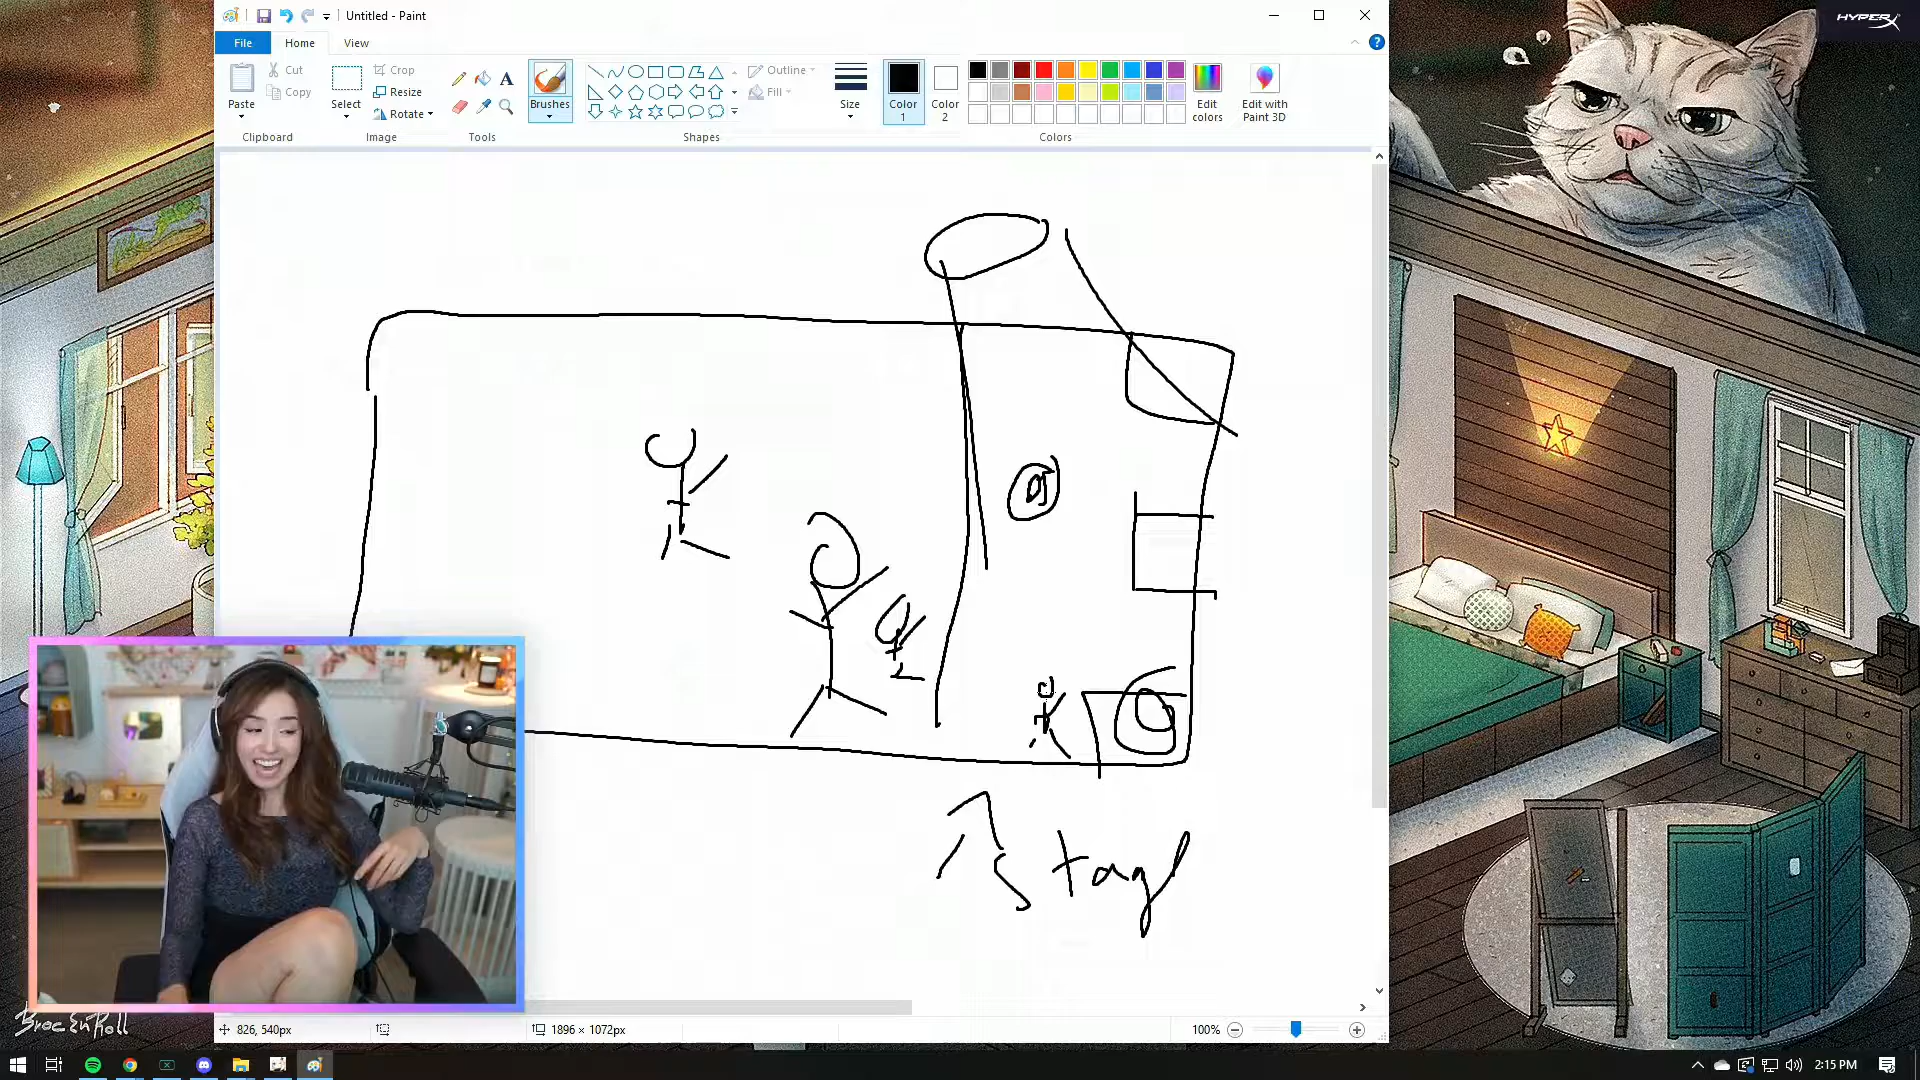 Untitled - Paint
HYPERX
File
Home
View
Cut
Copy
Paste
Clipboard
Crop
Resize
Rotate
Select
Image
A
Tools
Brushes
Outline
Fill
Shapes
Size
Color
1
Color
2
Edit
colors
Edit with
Paint 3D
Colors
DJ
Stage
826, 540px
1896 × 1072px
100%
2:15 PM